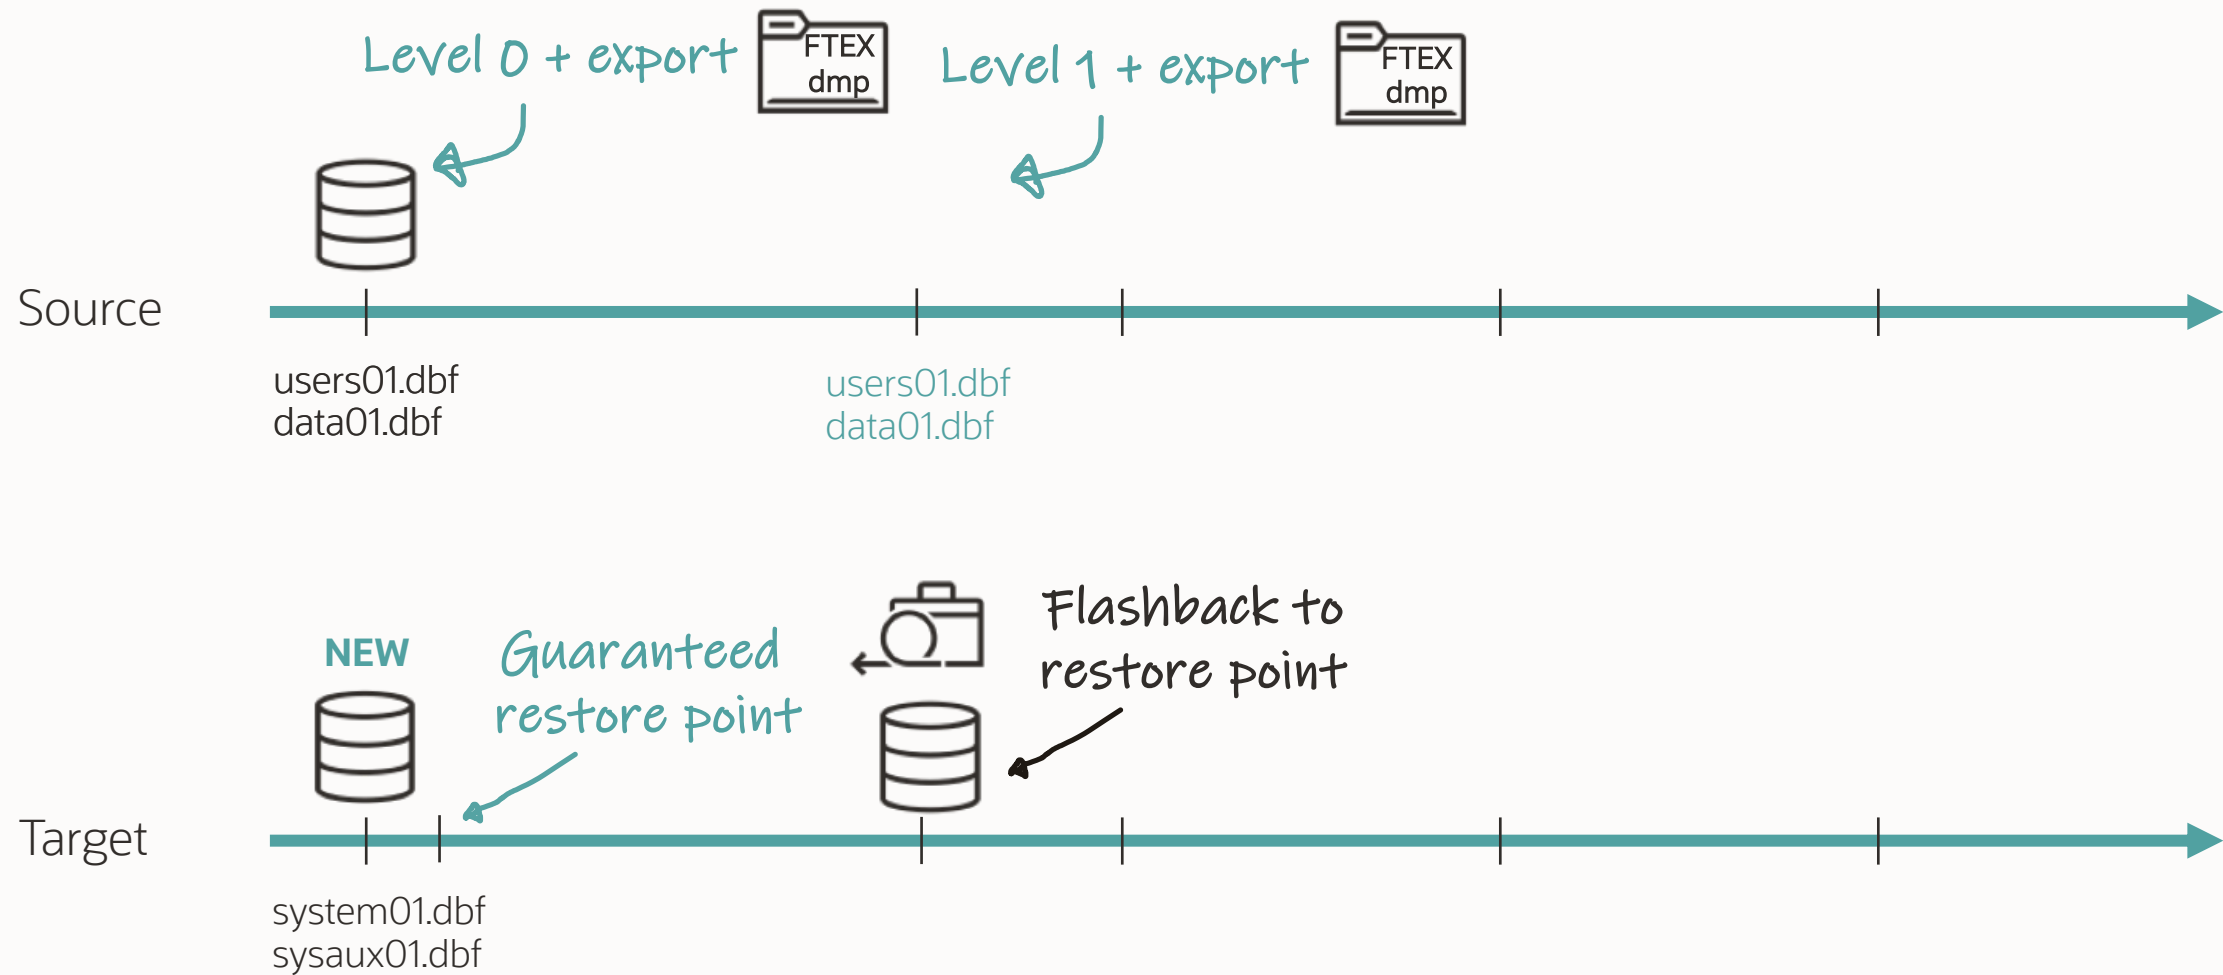 Level 0 + export
FTEX
dmp
Level 1 + export
FTEX
dmp
Source
users01.dbf
data01.dbf
users01.dbf
data01.dbf
NEW
Guaranteed
restore point
Flashback to
restore point
Target
system01.dbf
sysaux01.dbf